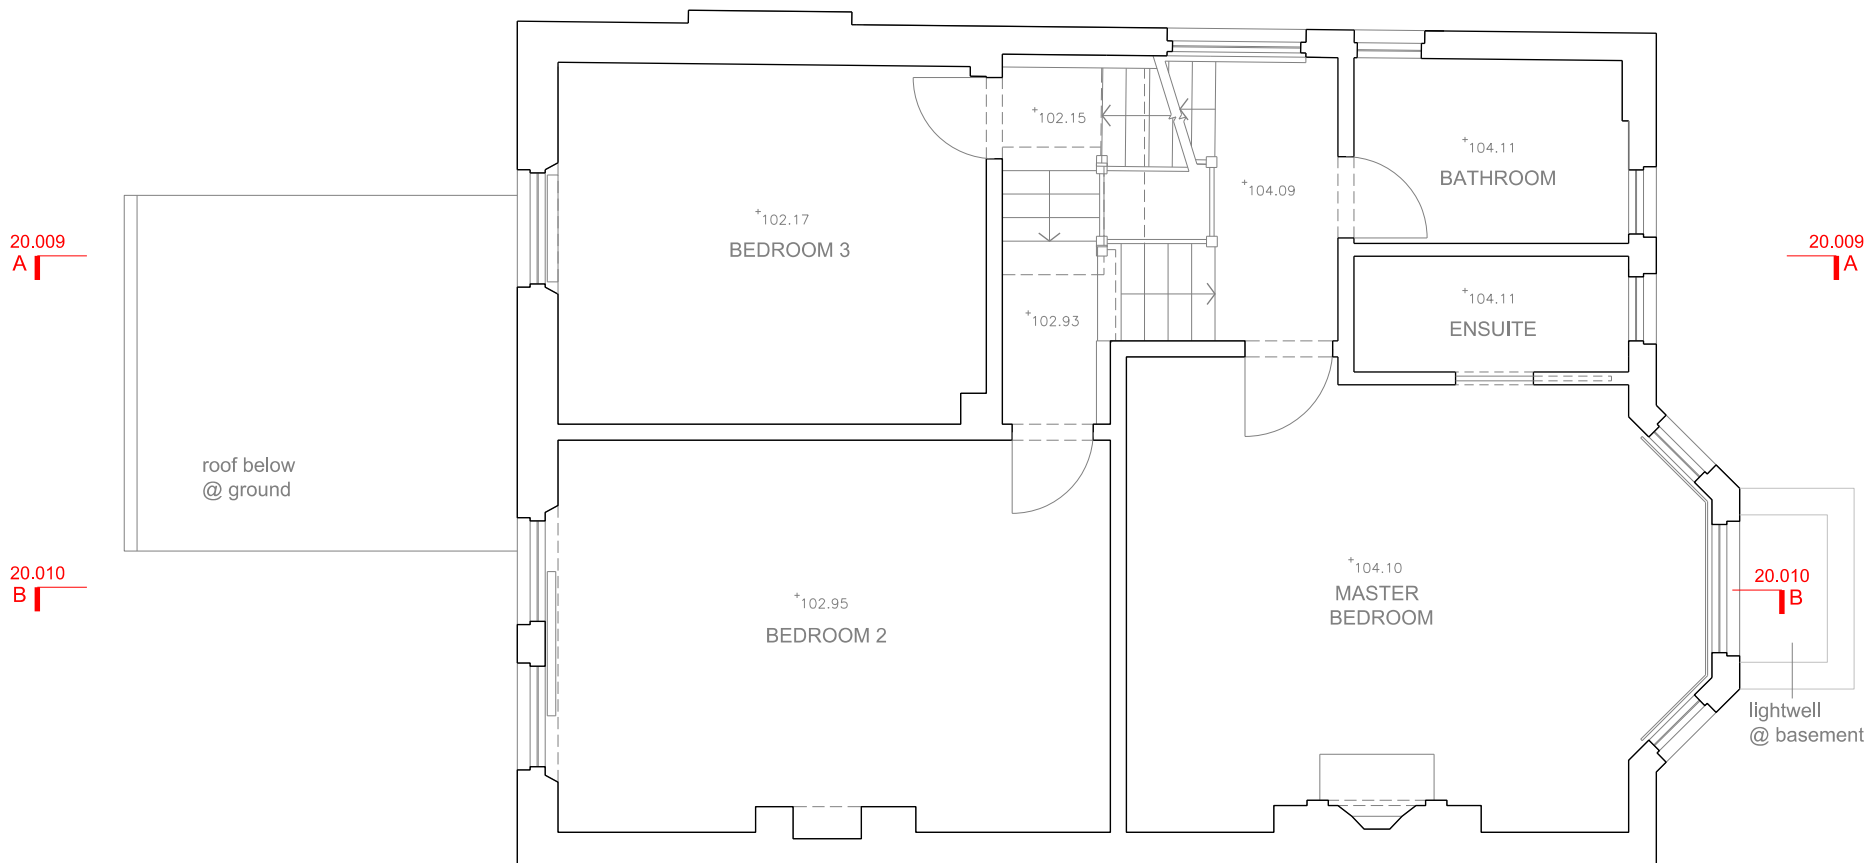 +102.15
+104.11
BATHROOM
+104.09
+102.17
BEDROOM 3
20.009
A
20.009
A
+104.11
ENSUITE
+102.93
roof below
@ ground
20.010
B
+104.10
MASTER
BEDROOM
20.010
B
+102.95
BEDROOM 2
lightwell
@ basement